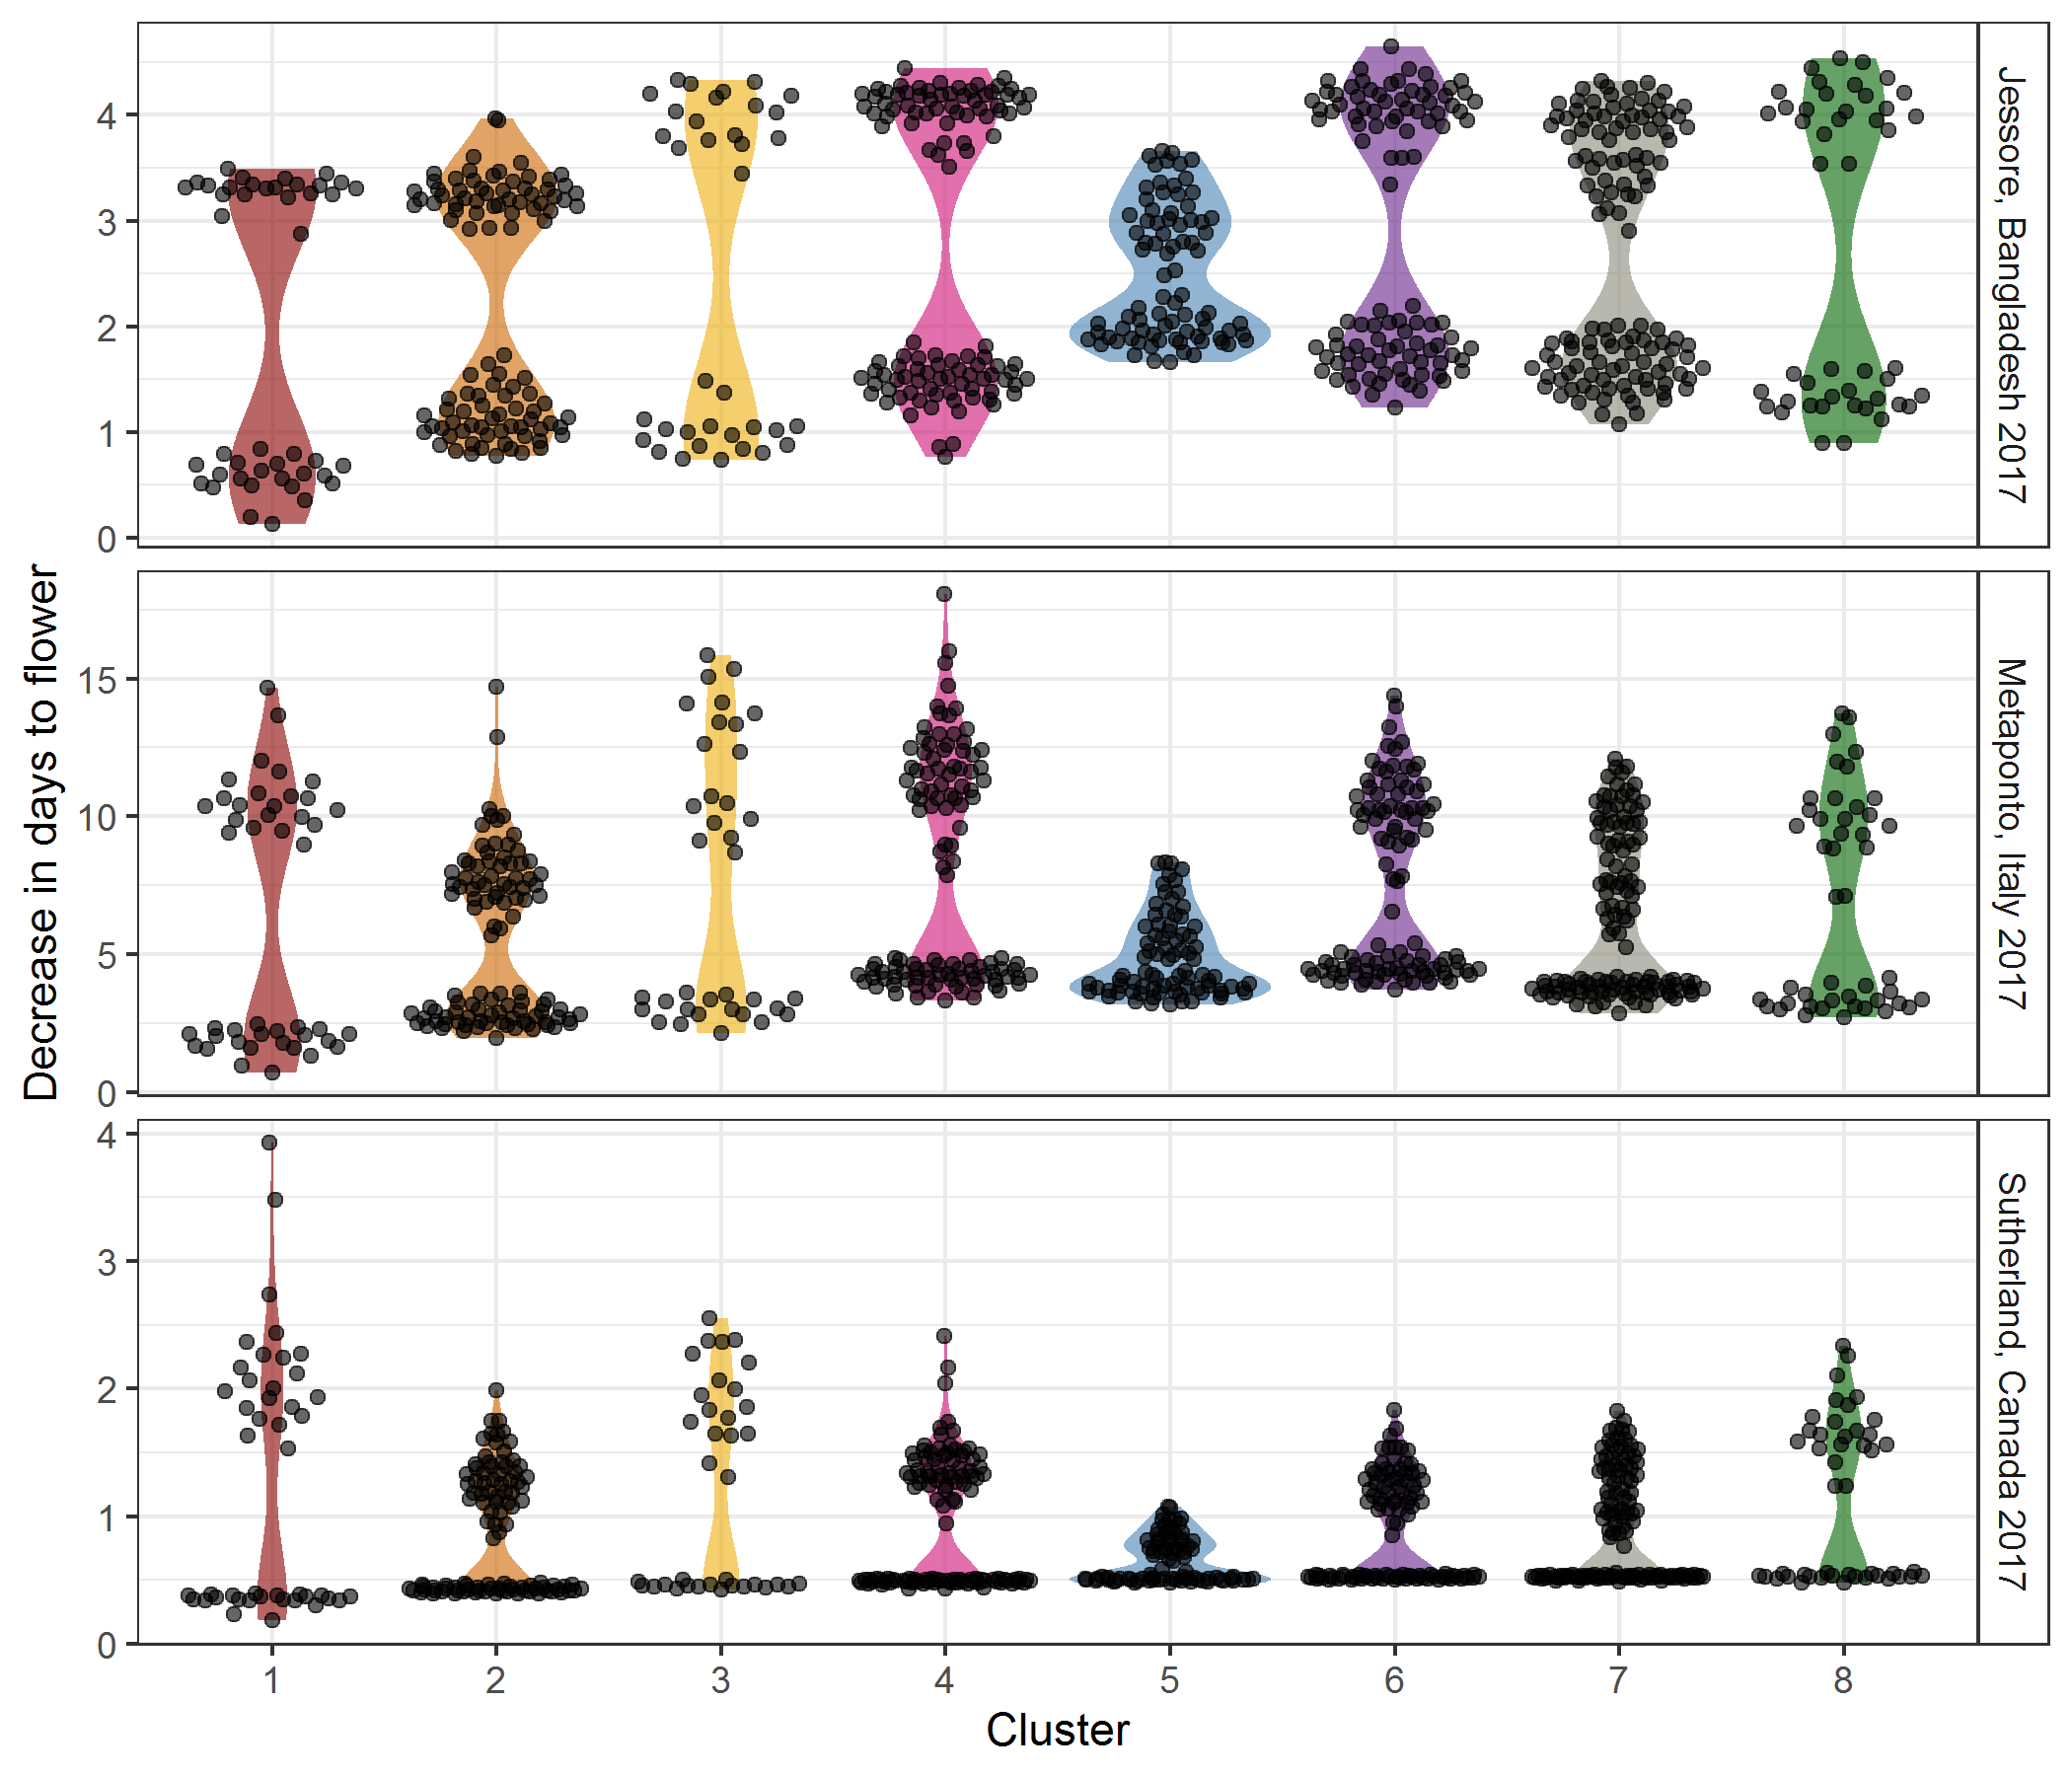 Decrease in days to flower
4
3
2
1
0
Jessore, Bangladesh 2017
15
10
5
0
Metaponto, Italy 2017
4
3
2
1
0
Sutherland, Canada 2017
1 2 3 4 5 6 7 8
Cluster